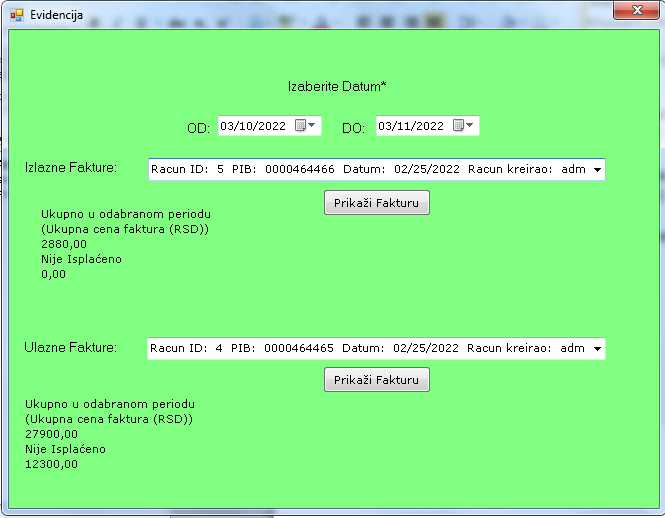 Evidencija
Izaberite Datum*
OD: 03/10/2022 DO: 03/11/2022
Izlazne Fakture: Racun ID: 5 PIB: 0000464466 Datum: 02/25/2022 Racun kreirao: adm
Prikaži Fakturu
Ukupno u odabranom periodu
(Ukupna cena faktura (RSD))
2880,00
Nije Isplaćeno
0,00
Ulazne Fakture: Racun ID: 4 PIB: 0000464465 Datum: 02/25/2022 Racun kreirao: adm
Prikaži Fakturu
Ukupno u odabranom periodu
(Ukupna cena faktura (RSD))
27900,00
Nije Isplaćeno
12300,00